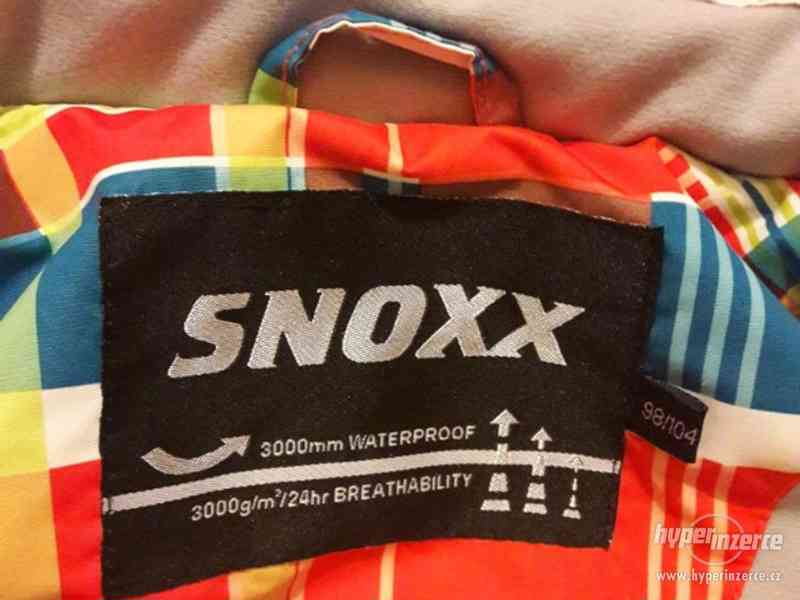 SNOXX
3000mm WATERPROOF
3000g/m²/24hr BREATHABILITY
98/104
hyperinzerce
www.hyperinzerce.cz